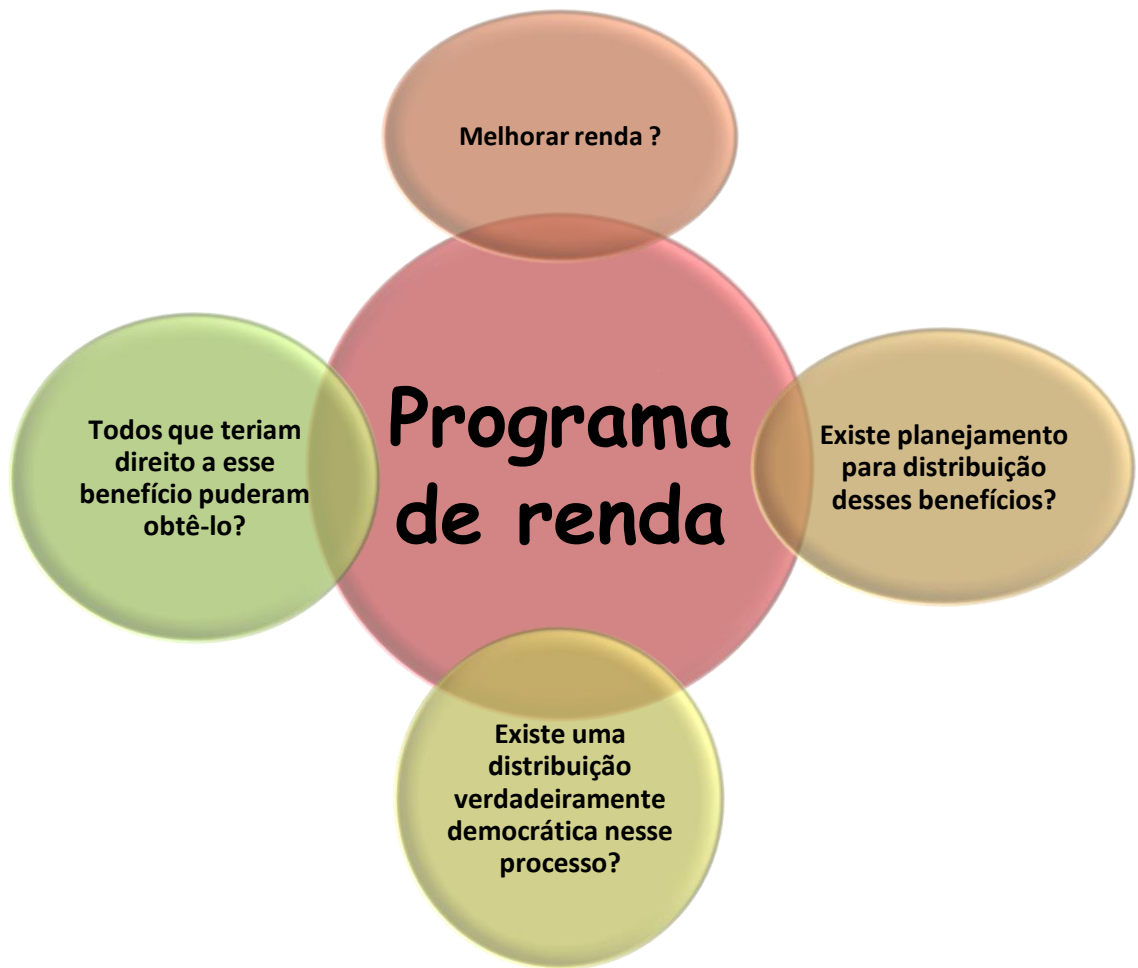 Melhorar renda ?
Programa
de renda
Todos que teriam
direito a esse
benefício puderam
obtê-lo?
Existe planejamento
para distribuição
desses benefícios?
Existe uma
distribuição
verdadeiramente
democrática nesse
processo?